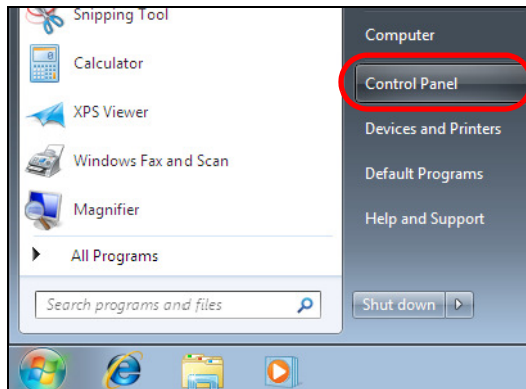 Snipping Tool
Calculator
XPS Viewer
Windows Fax and Scan
Magnifier
All Programs
Search programs and files
Computer
Control Panel
Devices and Printers
Default Programs
Help and Support
Shut down